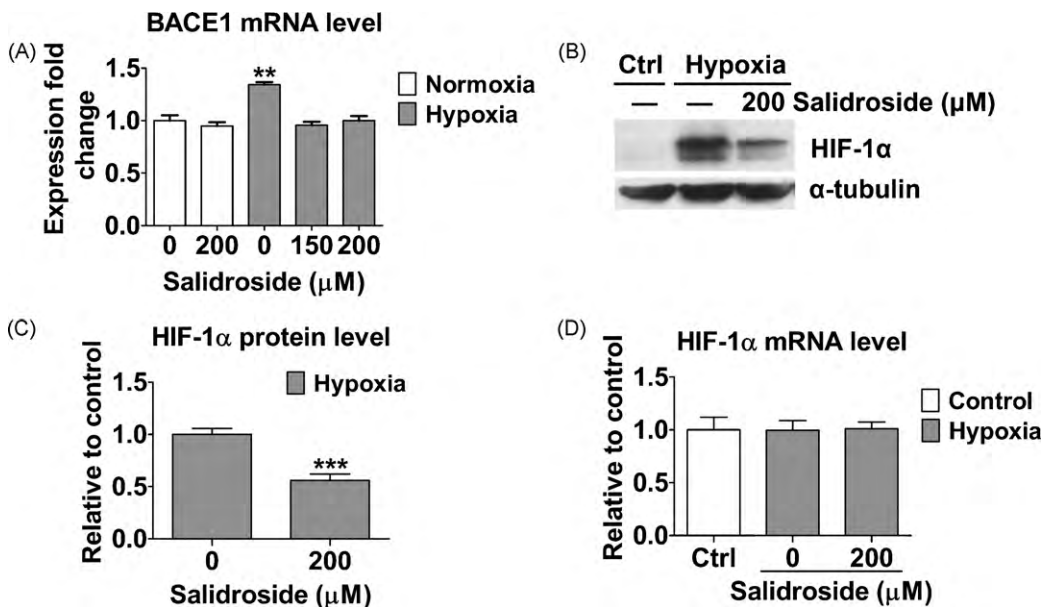 (A)
BACE1 mRNA level
Expression fold
change
1.5
1.0
0.5
0.0
**
0 200 0 150 200
Salidroside (μM)
Normoxia
Hypoxia
(B)
Ctrl Hypoxia
— — 200 Salidroside (μM)
HIF-1α
α-tubulin
(C)
HIF-1α protein level
Relative to control
1.5
1.0
0.5
0.0
***
0 200
Salidroside
(μM)
Hypoxia
(D)
HIF-1α mRNA level
Relative to control
1.5
1.0
0.5
0.0
Ctrl 0 200
Salidroside (μM)
Control
Hypoxia